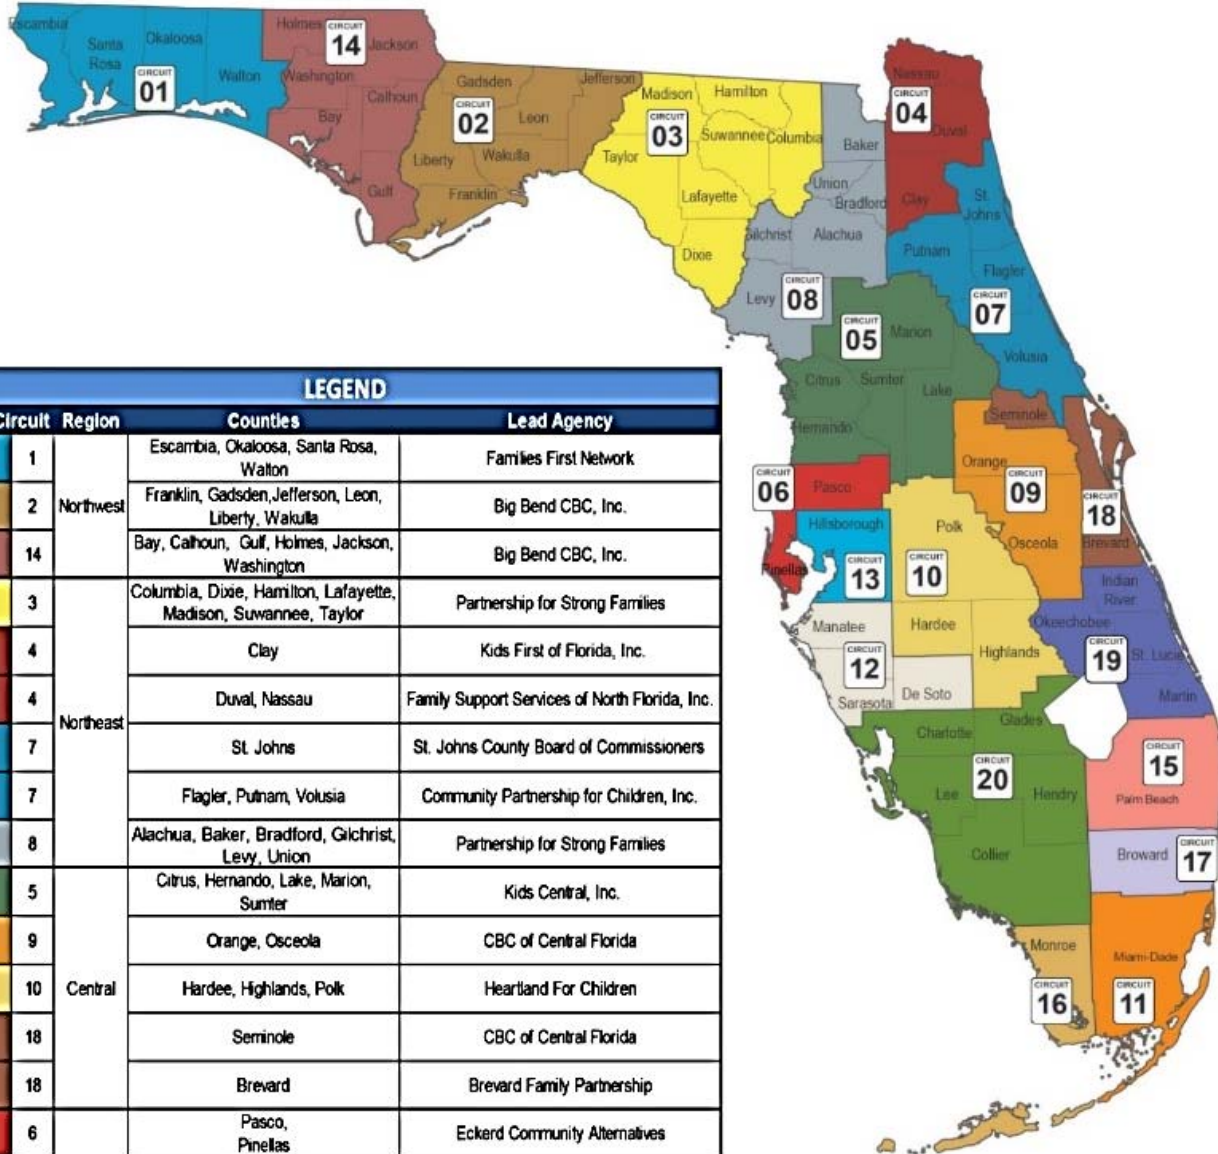 Escambia
Santa
Rosa
Okaloosa
Walton
CIRCUIT
01
Holmes
CIRCUIT
14
Jackson
Washington
Calhoun
Bay
Gulf
Gadsden
Jefferson
CIRCUIT
02
Leon
Liberty
Wakulla
Franklin
Madison
Hamilton
CIRCUIT
03
Suwannee
Columbia
Taylor
Lafayette
Dixie
Nassau
CIRCUIT
04
Duval
Clay
Baker
Union
Bradford
Gilchrist
Alachua
Levy
CIRCUIT
08
St.
Johns
Putnam
Flagler
CIRCUIT
07
Volusia
CIRCUIT
05
Marion
Citrus
Sumter
Lake
Hernando
Seminole
Orange
CIRCUIT
09
Osceola
CIRCUIT
18
Brevard
CIRCUIT
06
Pasco
Pinellas
Hillsborough
CIRCUIT
13
Polk
CIRCUIT
10
Hardee
Highlands
Indian
River
Okeechobee
CIRCUIT
19
St. Lucie
Martin
Manatee
CIRCUIT
12
Sarasota
De Soto
Charlotte
Glades
CIRCUIT
20
Lee
Hendry
Collier
CIRCUIT
15
Palm Beach
Broward
CIRCUIT
17
Monroe
CIRCUIT
16
Miami-Dade
CIRCUIT
11
LEGEND
Circuit Region Counties Lead Agency
1 Escambia, Okaloosa, Santa Rosa,
Walton Families First Network
Northwest
2 Franklin, Gadsden,Jefferson, Leon,
Liberty, Wakulla Big Bend CBC, Inc.
14 Bay, Calhoun, Gulf, Holmes, Jackson,
Washington Big Bend CBC, Inc.
3 Columbia, Dixie, Hamilton, Lafayette,
Madison, Suwannee, Taylor Partnership for Strong Families
4 Clay Kids First of Florida, Inc.
4 Duval, Nassau Family Support Services of North Florida, Inc.
Northeast
7 St. Johns St. Johns County Board of Commissioners
7 Flagler, Putnam, Volusia Community Partnership for Children, Inc.
8 Alachua, Baker, Bradford, Gilchrist,
Levy, Union Partnership for Strong Families
5 Citrus, Hernando, Lake, Marion,
Sumter Kids Central, Inc.
9 Orange, Osceola CBC of Central Florida
10 Central Hardee, Highlands, Polk Heartland For Children
18 Seminole CBC of Central Florida
18 Brevard Brevard Family Partnership
6 Pasco,
Pinellas Eckerd Community Alternatives